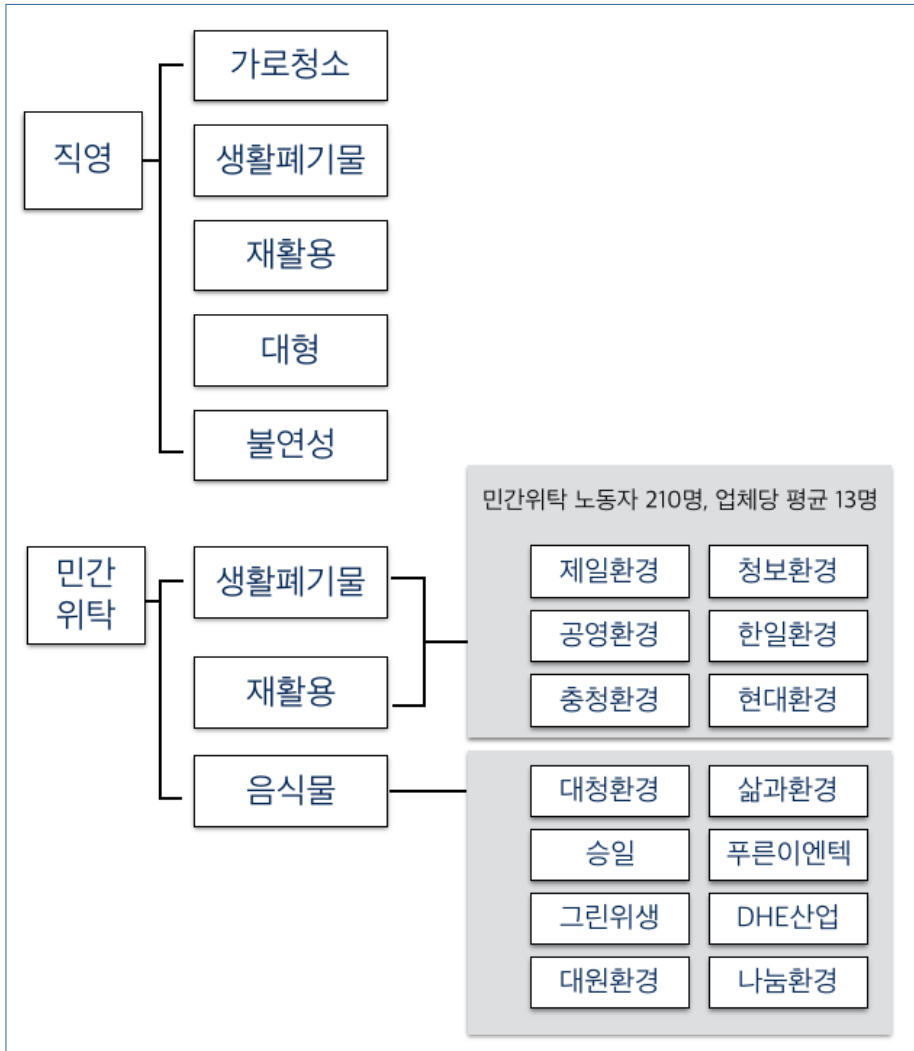 직영
가로청소
생활폐기물
재활용
대형
불연성
민간
위탁
생활폐기물
재활용
음식물
민간위탁 노동자 210명, 업체당 평균 13명
제일환경 청보환경
공영환경 한일환경
충청환경 현대환경
대청환경 삶과환경
승일 푸른이엔텍
그린위생 DHE산업
대원환경 나눔환경